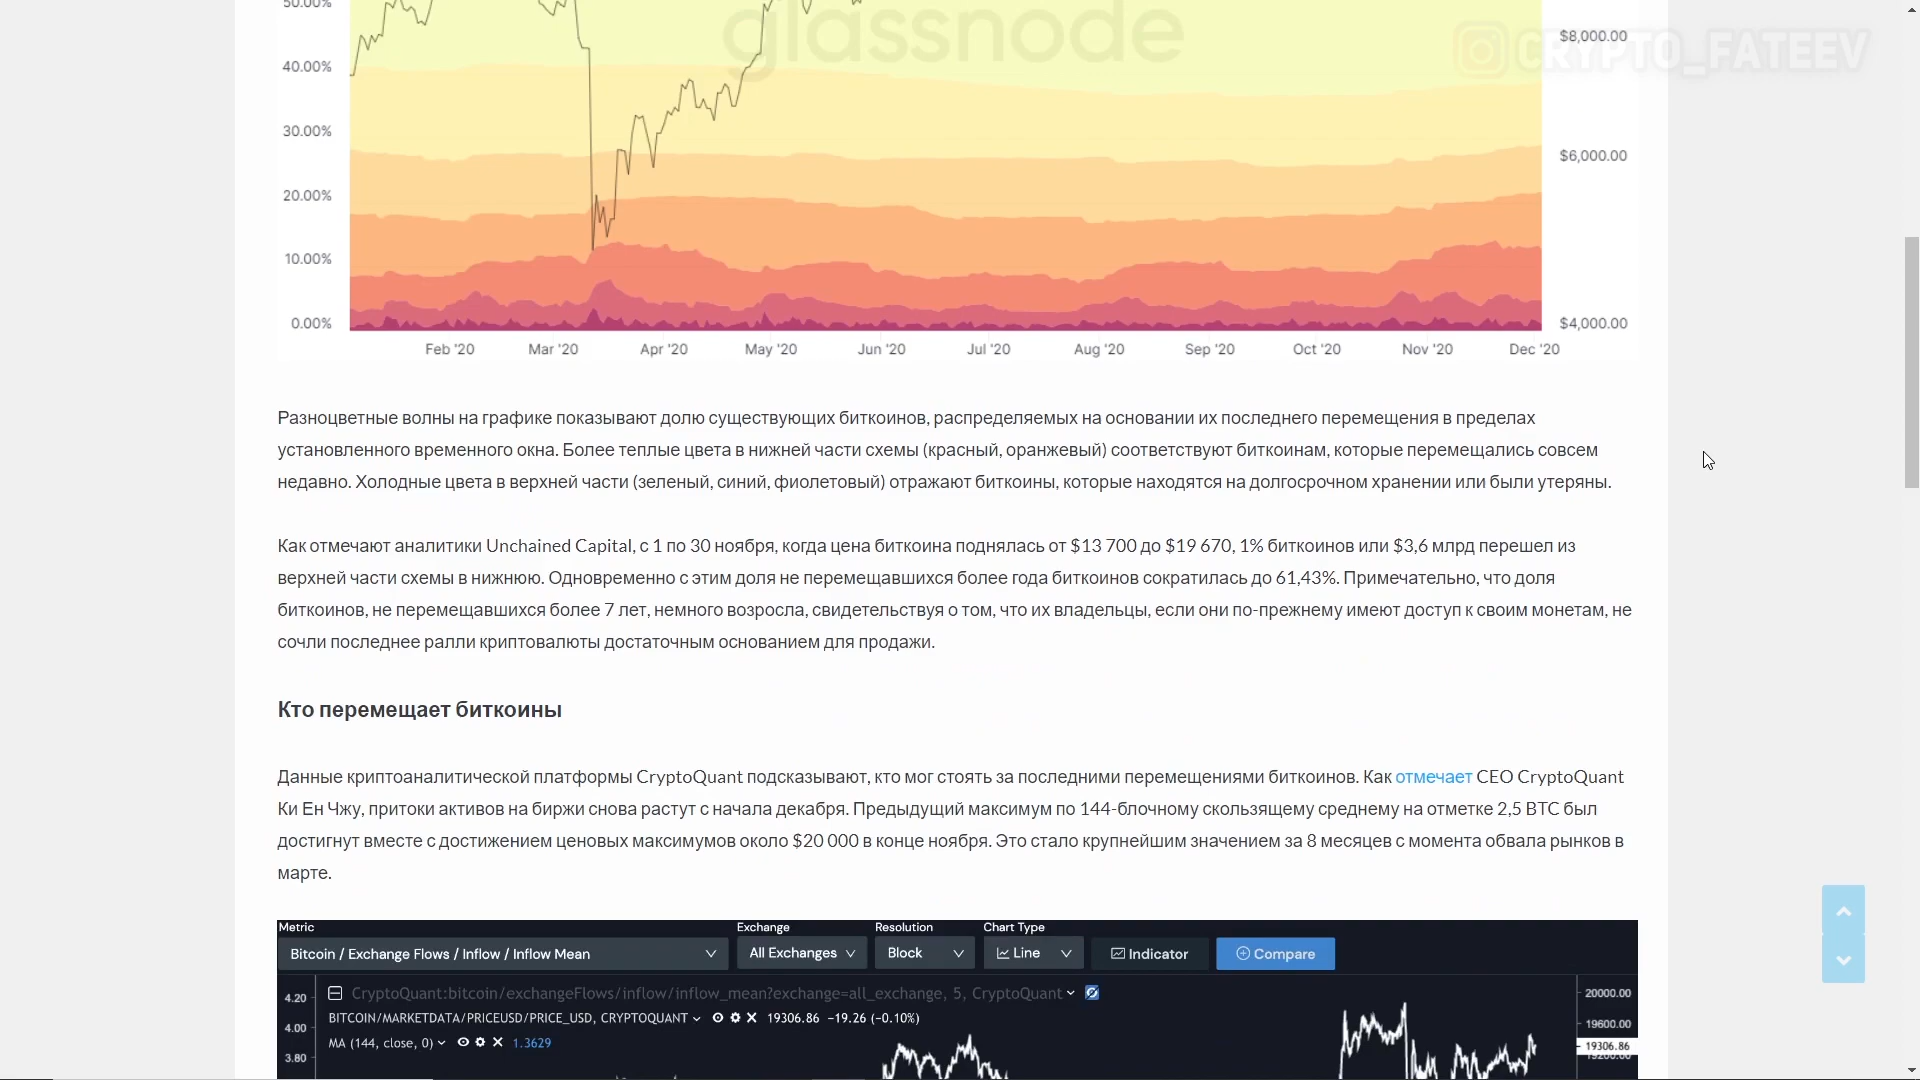 50.00%
glassnode
$8,000.00
CRYPTO_FATEEV
40.00%
30.00%
$6,000.00
20.00%
10.00%
0.00%
$4,000.00
Feb '20 Mar '20 Apr '20 May '20 Jun '20 Jul '20 Aug '20 Sep '20 Oct '20 Nov '20 Dec '20
Разноцветные волны на графике показывают долю существующих биткоинов, распределяемых на основании их последнего перемещения в пределах
установленного временного окна. Более теплые цвета в нижней части схемы (красный, оранжевый) соответствуют биткоинам, которые перемещались совсем
недавно. Холодные цвета в верхней части (зеленый, синий, фиолетовый) отражают биткоины, которые находятся на долгосрочном хранении или были утеряны.
Как отмечают аналитики Unchained Capital, с 1 по 30 ноября, когда цена биткоина поднялась от $13 700 до $19 670, 1% биткоинов или $3,6 млрд перешел из
верхней части схемы в нижнюю. Одновременно с этим доля не перемещавшихся более года биткоинов сократилась до 61,43%. Примечательно, что доля
биткоинов, не перемещавшихся более 7 лет, немного возросла, свидетельствуя о том, что их владельцы, если они по-прежнему имеют доступ к своим монетам, не
сочли последнее ралли криптовалюты достаточным основанием для продажи.
Кто перемещает биткоины
Данные криптоаналитической платформы CryptoQuant подсказывают, кто мог стоять за последними перемещениями биткоинов. Как отмечает CEO CryptoQuant
Ки Ен Чжу, притоки активов на биржи снова растут с начала декабря. Предыдущий максимум по 144-блочному скользящему среднему на отметке 2,5 BTC был
достигнут вместе с достижением ценовых максимумов около $20 000 в конце ноября. Это стало крупнейшим значением за 8 месяцев с момента обвала рынков в
марте.
Metric Exchange Resolution Chart Type
Bitcoin / Exchange Flows / Inflow / Inflow Mean All Exchanges Block Line Indicator Compare
4.20 CryptoQuant:bitcoin/exchangeFlows/inflow/inflow_mean?exchange=all_exchange, 5, CryptoQuant 20000.00
BITCOIN/MARKETDATA/PRICEUSD/PRICE_USD, CRYPTOQUANT 19306.86 −19.26 (−0.10%)
4.00 19600.00
MA (144, close, 0) 1.3629 19306.86
3.80